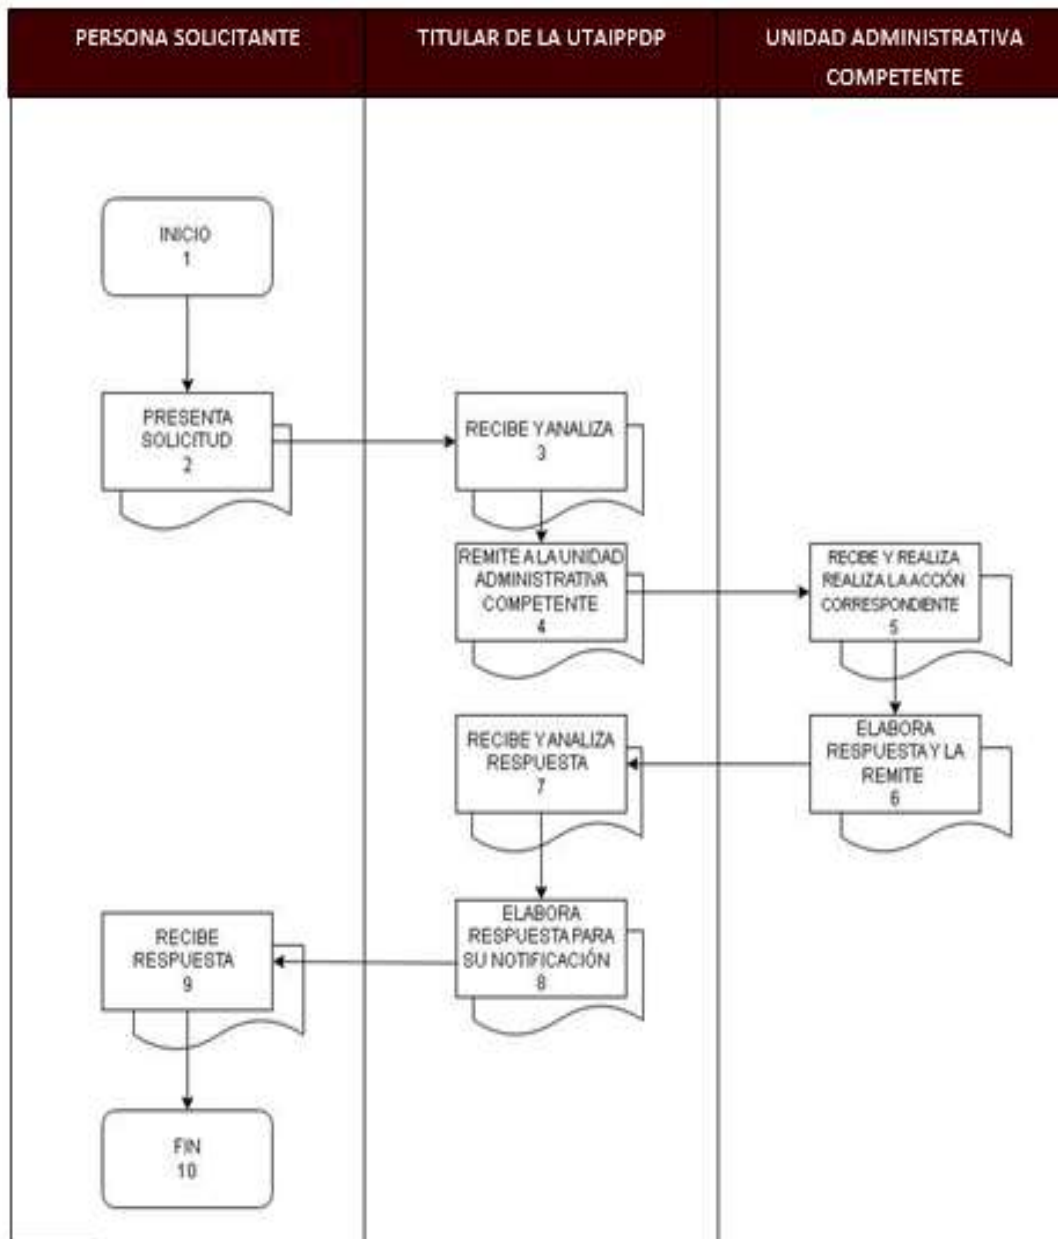 PERSONA SOLICITANTE
TITULAR DE LA UTAIPPDP
UNIDAD ADMINISTRATIVA
COMPETENTE
INICIO
1
PRESENTA
SOLICITUD
2
RECIBE Y ANALIZA
3
REMITE A LA UNIDAD
ADMINISTRATIVA
COMPETENTE
4
RECIBE Y REALIZA
REALIZA LA ACCIÓN
CORRESPONDIENTE
5
ELABORA
RESPUESTA Y LA
REMITE
6
RECIBE Y ANALIZA
RESPUESTA
7
ELABORA
RESPUESTA PARA
SU NOTIFICACIÓN
8
RECIBE
RESPUESTA
9
FIN
10